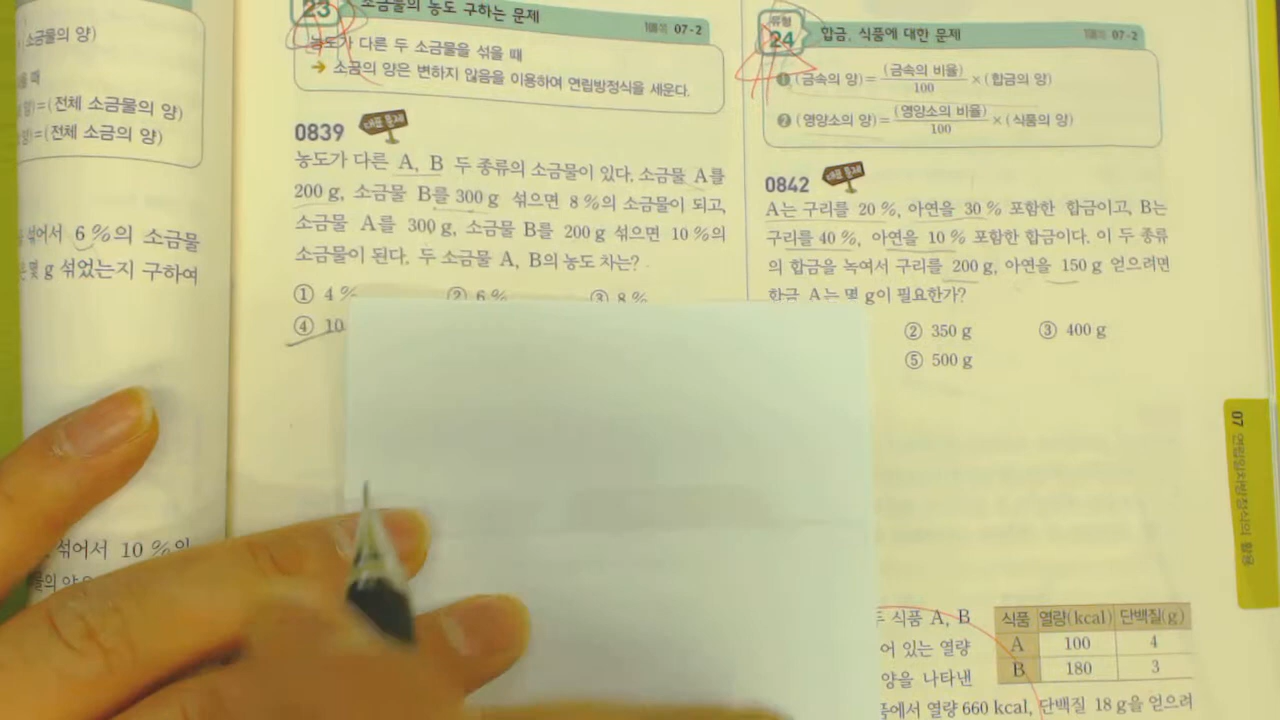 소금물의 양)
때
양)=(전체 소금물의 양)
양)=(전체 소금의 양)
섞어서 6 %의 소금물
몇 g 섞었는지 구하여
섞어서 10 %의
23 소금물의 농도 구하는 문제 07-2
농도가 다른 두 소금물을 섞을 때
→ 소금의 양은 변하지 않음을 이용하여 연립방정식을 세운다.
0839 대표 문제
농도가 다른 A, B 두 종류의 소금물이 있다. 소금물 A를
200 g, 소금물 B를 300 g 섞으면 8 %의 소금물이 되고,
소금물 A를 300 g, 소금물 B를 200 g 섞으면 10 %의
소금물이 된다. 두 소금물 A, B의 농도 차는?
① 4 % ② 6 % ③ 8 %
④ 10
유형 24 합금, 식품에 대한 문제 07-2
❶ (금속의 양)=(금속의 비율)/100×(합금의 양)
❷ (영양소의 양)=(영양소의 비율)/100×(식품의 양)
0842 대표 문제
A는 구리를 20 %, 아연을 30 % 포함한 합금이고, B는
구리를 40 %, 아연을 10 % 포함한 합금이다. 이 두 종류
의 합금을 녹여서 구리를 200 g, 아연을 150 g 얻으려면
합금 A는 몇 g이 필요한가?
② 350 g ③ 400 g
⑤ 500 g
식품 A, B
어 있는 열량
양을 나타낸
품에서 열량 660 kcal, 단백질 18 g을 얻으려
식품 열량(kcal) 단백질(g)
A 100 4
B 180 3
07 연립일차방정식의 활용